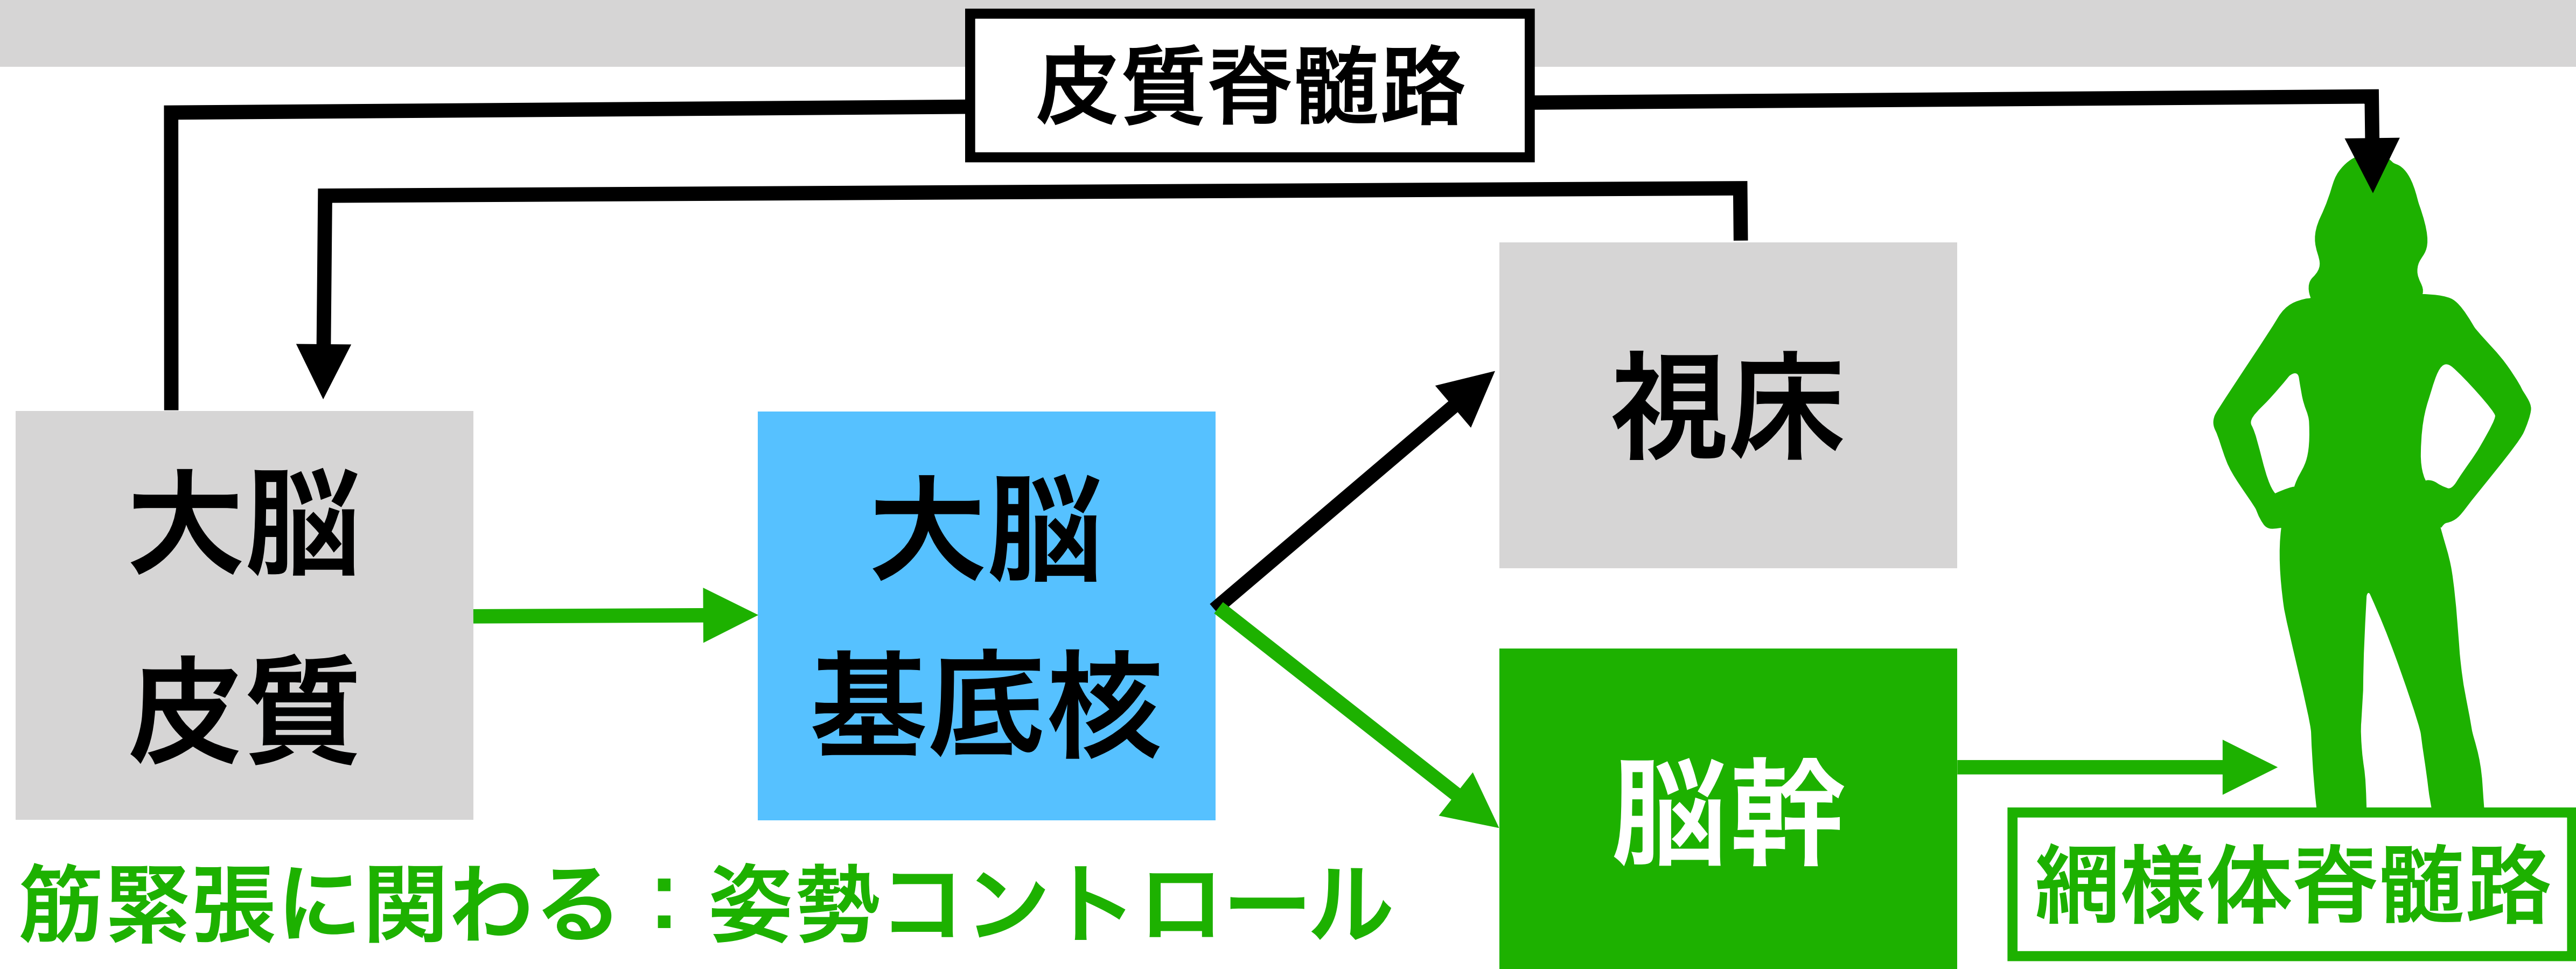 皮質脊髄路
視床
大脳
皮質
大脳
基底核
脳幹
筋緊張に関わる：姿勢コントロール
網様体脊髄路